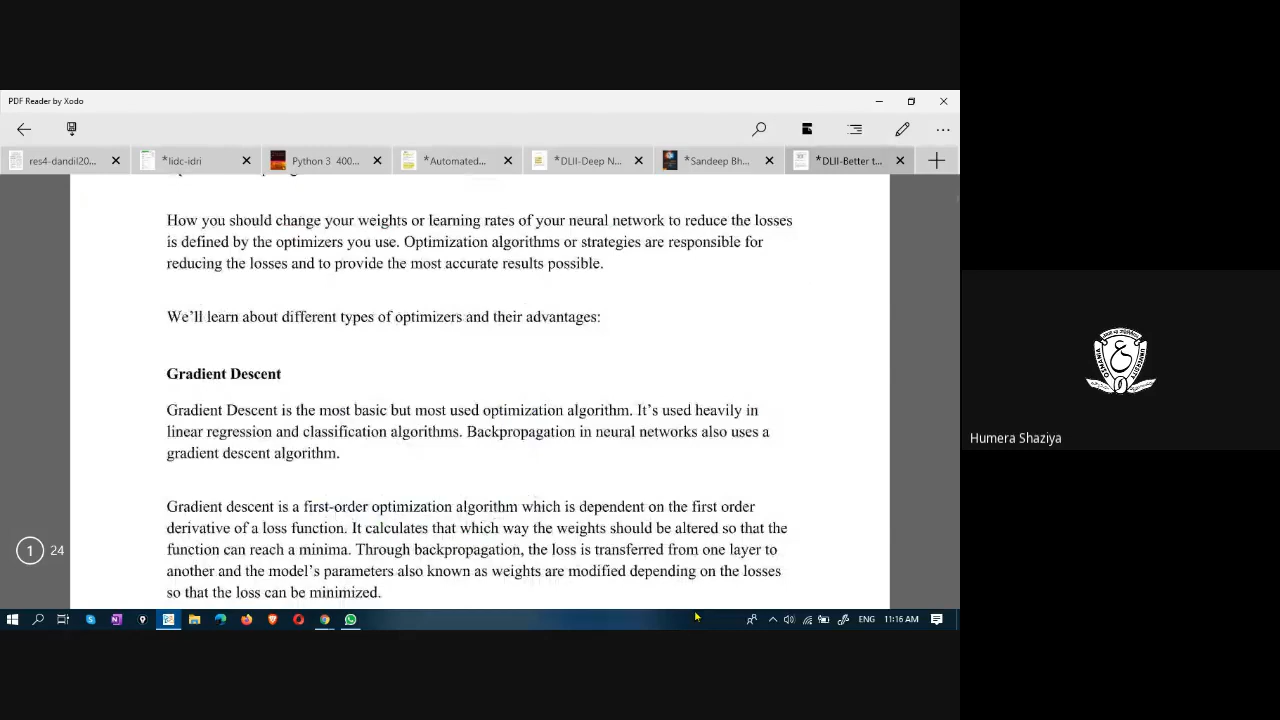 PDF Reader by Xodo
res4-dandil20...
*lidc-idri
Python 3 400...
*Automated...
*DLII-Deep N...
*Sandeep Bh...
*DLII-Better t...
How you should change your weights or learning rates of your neural network to reduce the losses
is defined by the optimizers you use. Optimization algorithms or strategies are responsible for
reducing the losses and to provide the most accurate results possible.
We'll learn about different types of optimizers and their advantages:
Gradient Descent
Gradient Descent is the most basic but most used optimization algorithm. It's used heavily in
linear regression and classification algorithms. Backpropagation in neural networks also uses a
gradient descent algorithm.
Gradient descent is a first-order optimization algorithm which is dependent on the first order
derivative of a loss function. It calculates that which way the weights should be altered so that the
function can reach a minima. Through backpropagation, the loss is transferred from one layer to
another and the model's parameters also known as weights are modified depending on the losses
so that the loss can be minimized.
1 24
ENG
11:16 AM
OSMANIA UNIVERSITY
Humera Shaziya